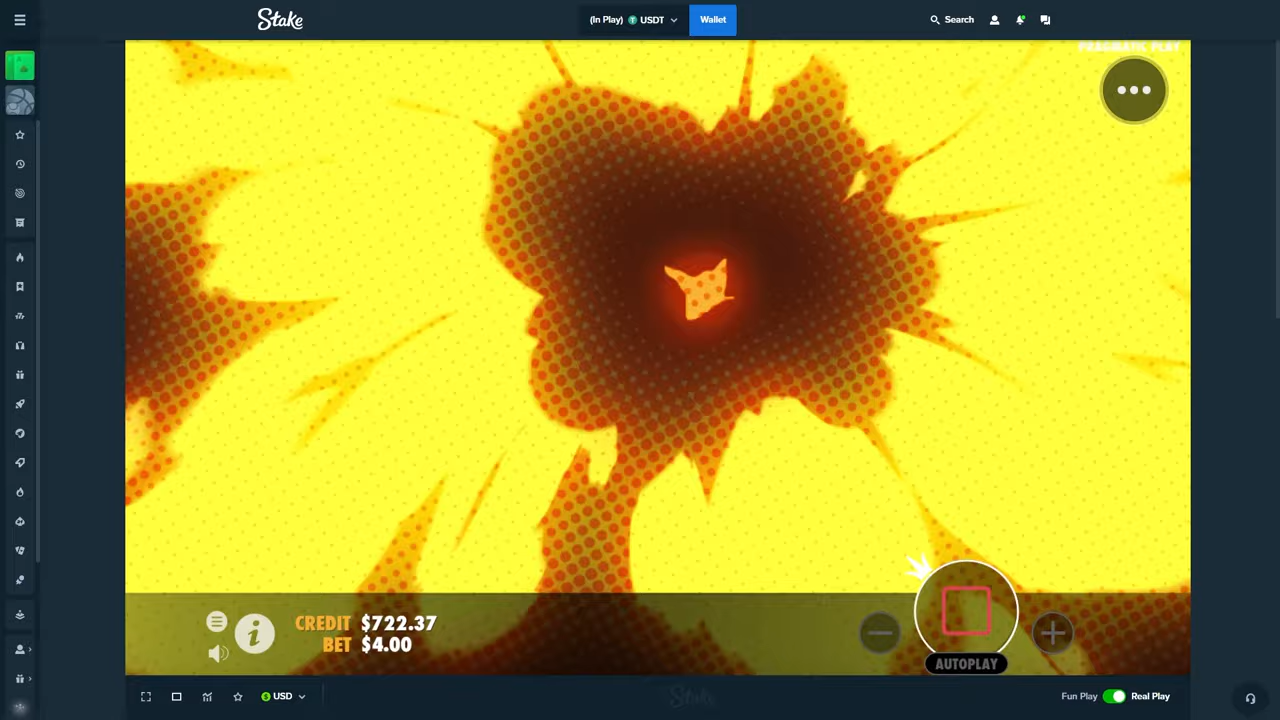 Stake
(In Play) USDT
Wallet
Search
PRAGMATIC PLAY
CREDIT $722.37
BET $4.00
AUTOPLAY
Stake
USD
Fun Play
Real Play